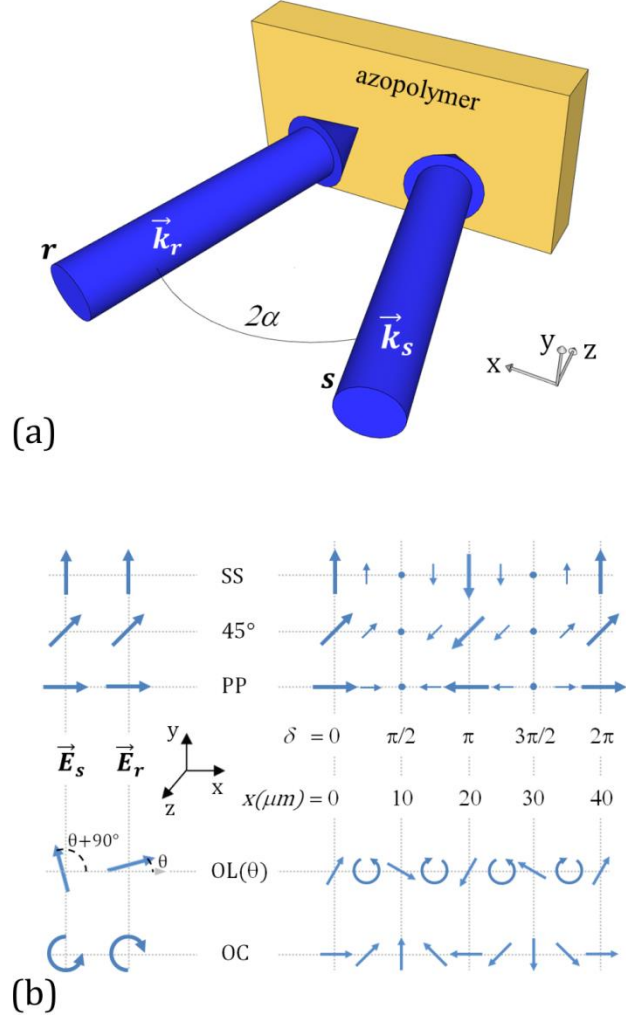 azopolymer
r
k⃗r
2α
k⃗s
s
x
y
z
(a)
SS
45°
PP
δ = 0 π/2 π 3π/2 2π
E⃗s E⃗r
y
x
z
x(μm) = 0 10 20 30 40
θ+90°
θ
OL(θ)
OC
(b)